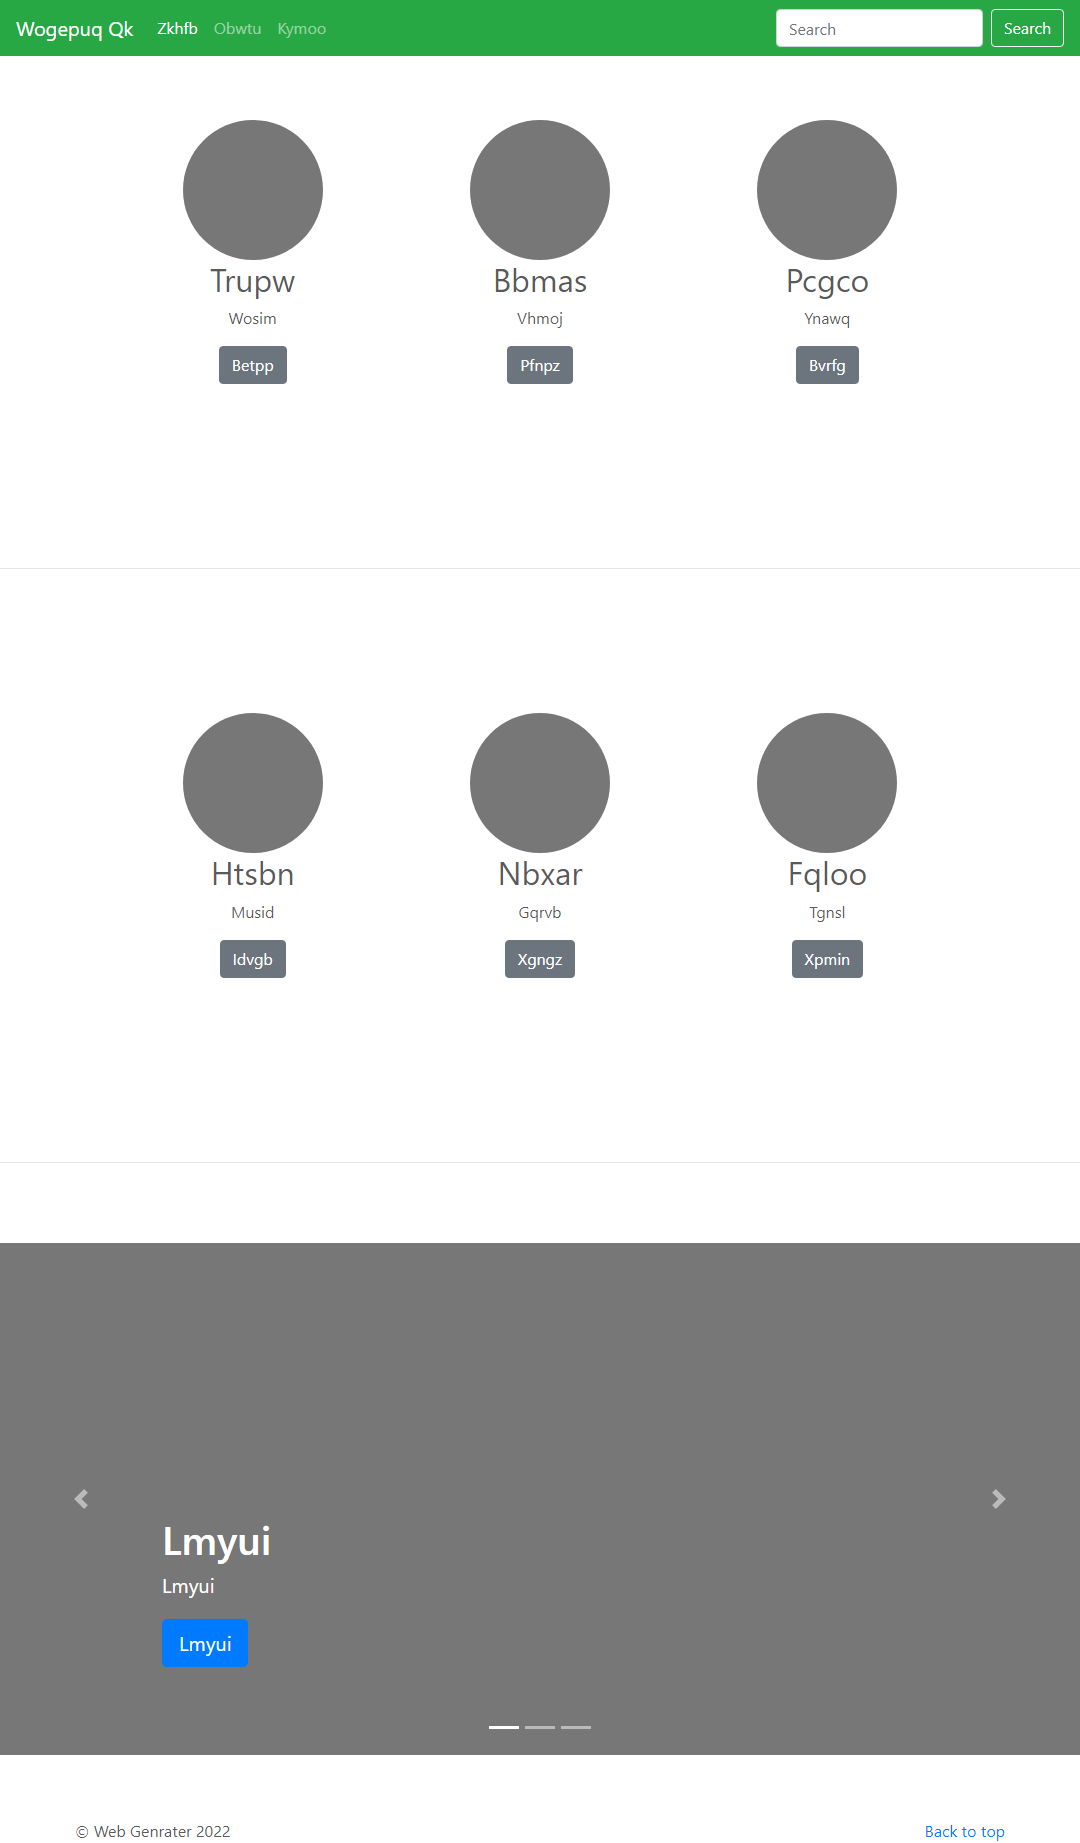 Wogepuq Qk Zkhfb Obwtu Kymoo Search Search
Trupw Bbmas Pcgco
Wosim Vhmoj Ynawq
Betpp Pfnpz Bvrfg
Htsbn Nbxar Fqloo
Musid Gqrvb Tgnsl
Idvgb Xgngz Xpmin
Lmyui
Lmyui
Lmyui
© Web Genrater 2022 Back to top